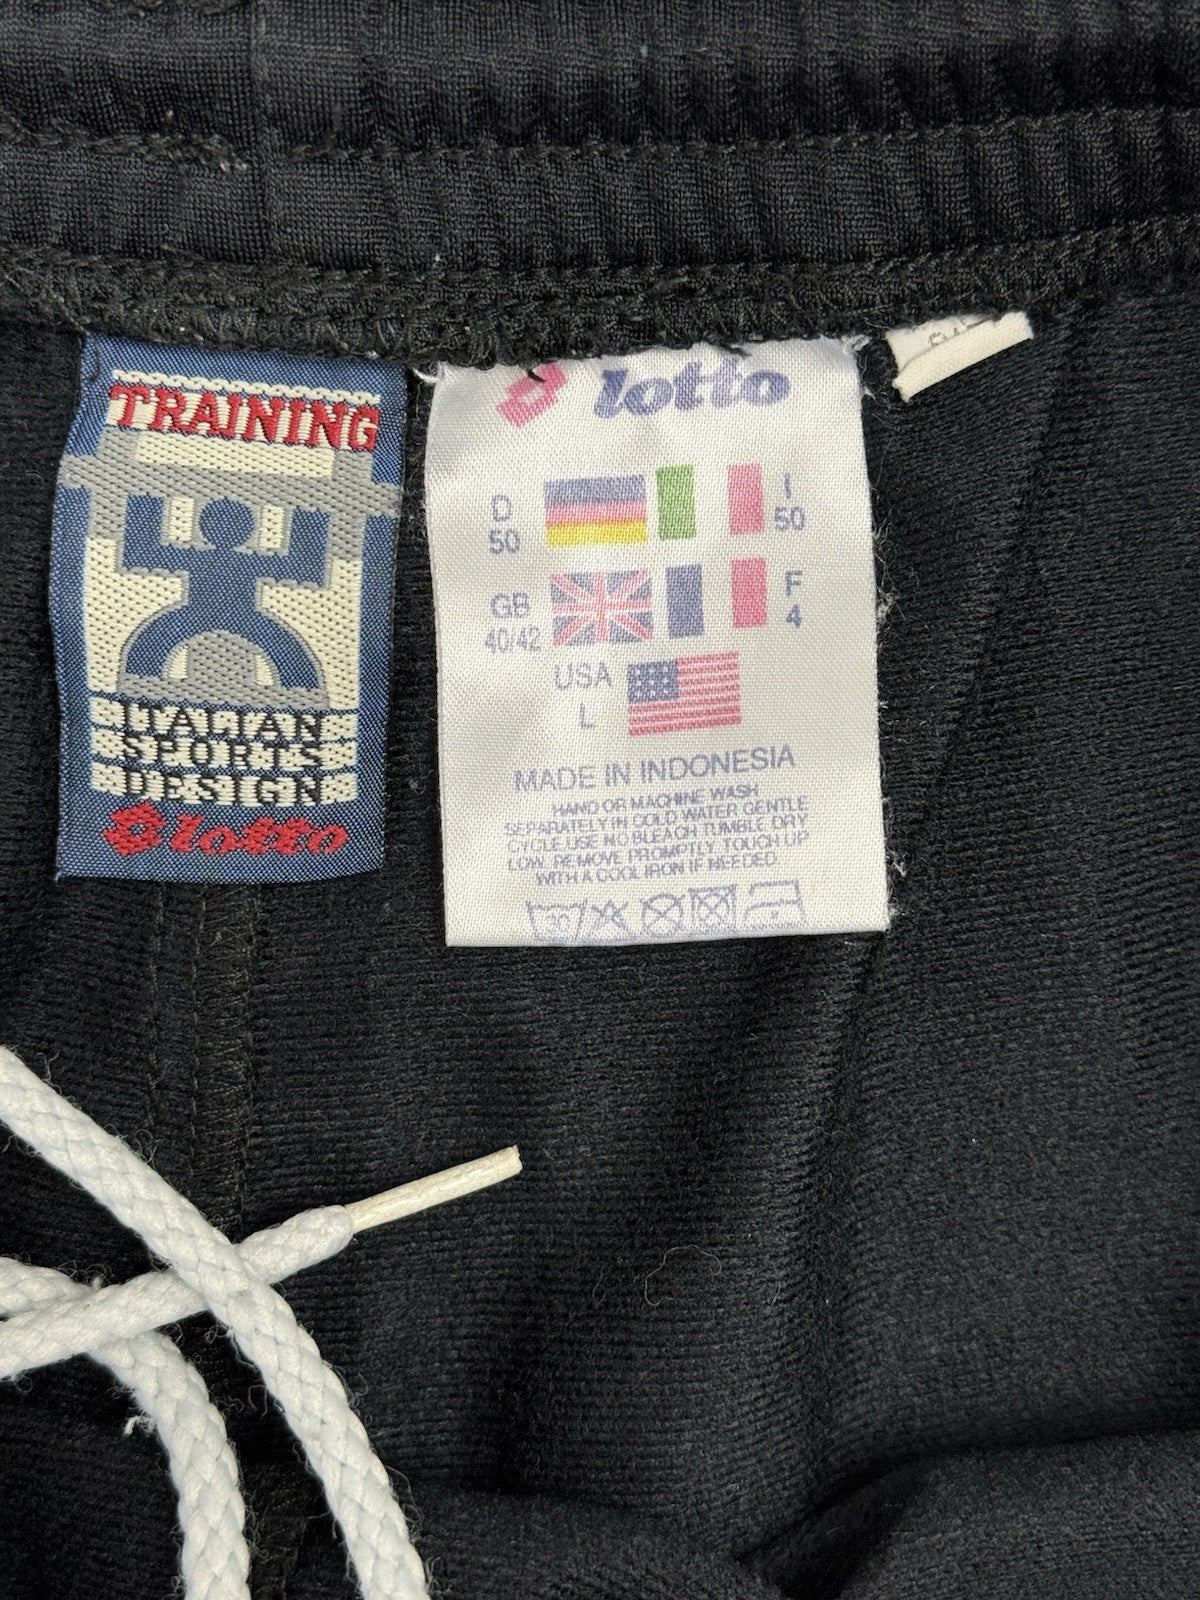 TRAINING
ITALIAN
SPORTS
DESIGN
lotto
lotto
D
50
I
50
GB
40/42
F
4
USA
L
MADE IN INDONESIA
HAND OR MACHINE WASH
SEPARATELY IN COLD WATER GENTLE
CYCLE.USE NO BLEACH TUMBLE DRY
LOW. REMOVE PROMPTLY. TOUCH UP
WITH A COOL IRON IF NEEDED
30